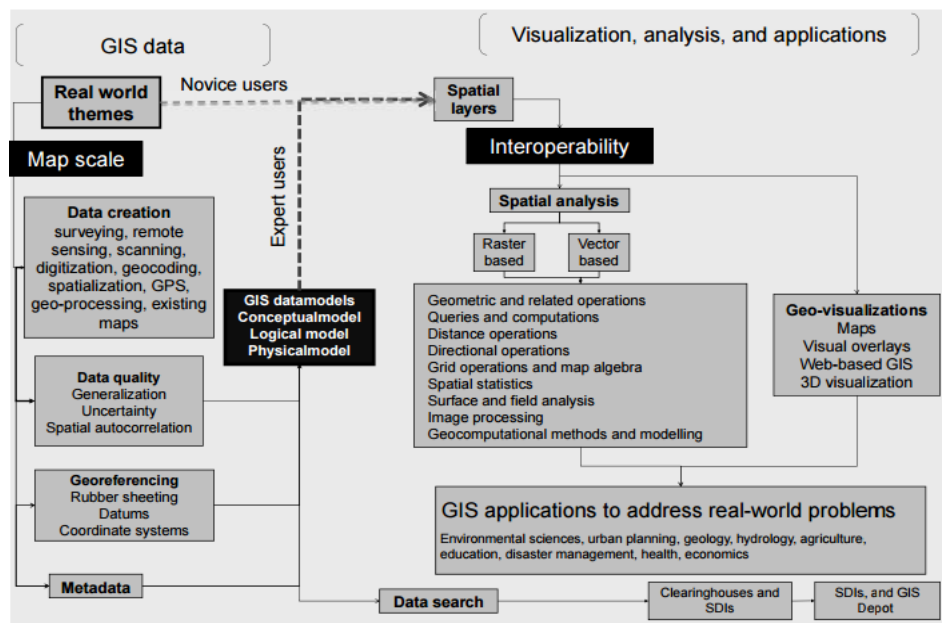 GIS data
Visualization, analysis, and applications
Real world
themes
Novice users
Spatial
layers
Map scale
Interoperability
Expert users
Data creation
surveying, remote
sensing, scanning,
digitization, geocoding,
spatialization, GPS,
geo-processing, existing
maps
Spatial analysis
Raster
based
Vector
based
GIS datamodels
Conceptualmodel
Logical model
Physicalmodel
Geometric and related operations
Queries and computations
Distance operations
Directional operations
Grid operations and map algebra
Spatial statistics
Surface and field analysis
Image processing
Geocomputational methods and modelling
Geo-visualizations
Maps
Visual overlays
Web-based GIS
3D visualization
Data quality
Generalization
Uncertainty
Spatial autocorrelation
Georeferencing
Rubber sheeting
Datums
Coordinate systems
GIS applications to address real-world problems
Environmental sciences, urban planning, geology, hydrology, agriculture,
education, disaster management, health, economics
Metadata
Data search
Clearinghouses and
SDIs
SDIs, and GIS
Depot